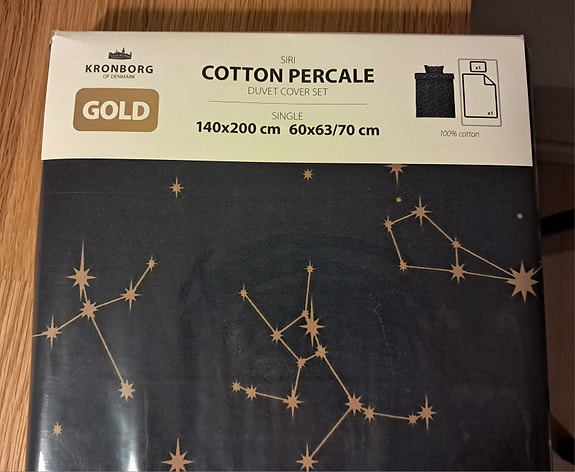 KRONBORG
OF DENMARK
GOLD
SIRI
COTTON PERCALE
DUVET COVER SET
SINGLE
140x200 cm 60x63/70 cm
x1
x1
100% cotton